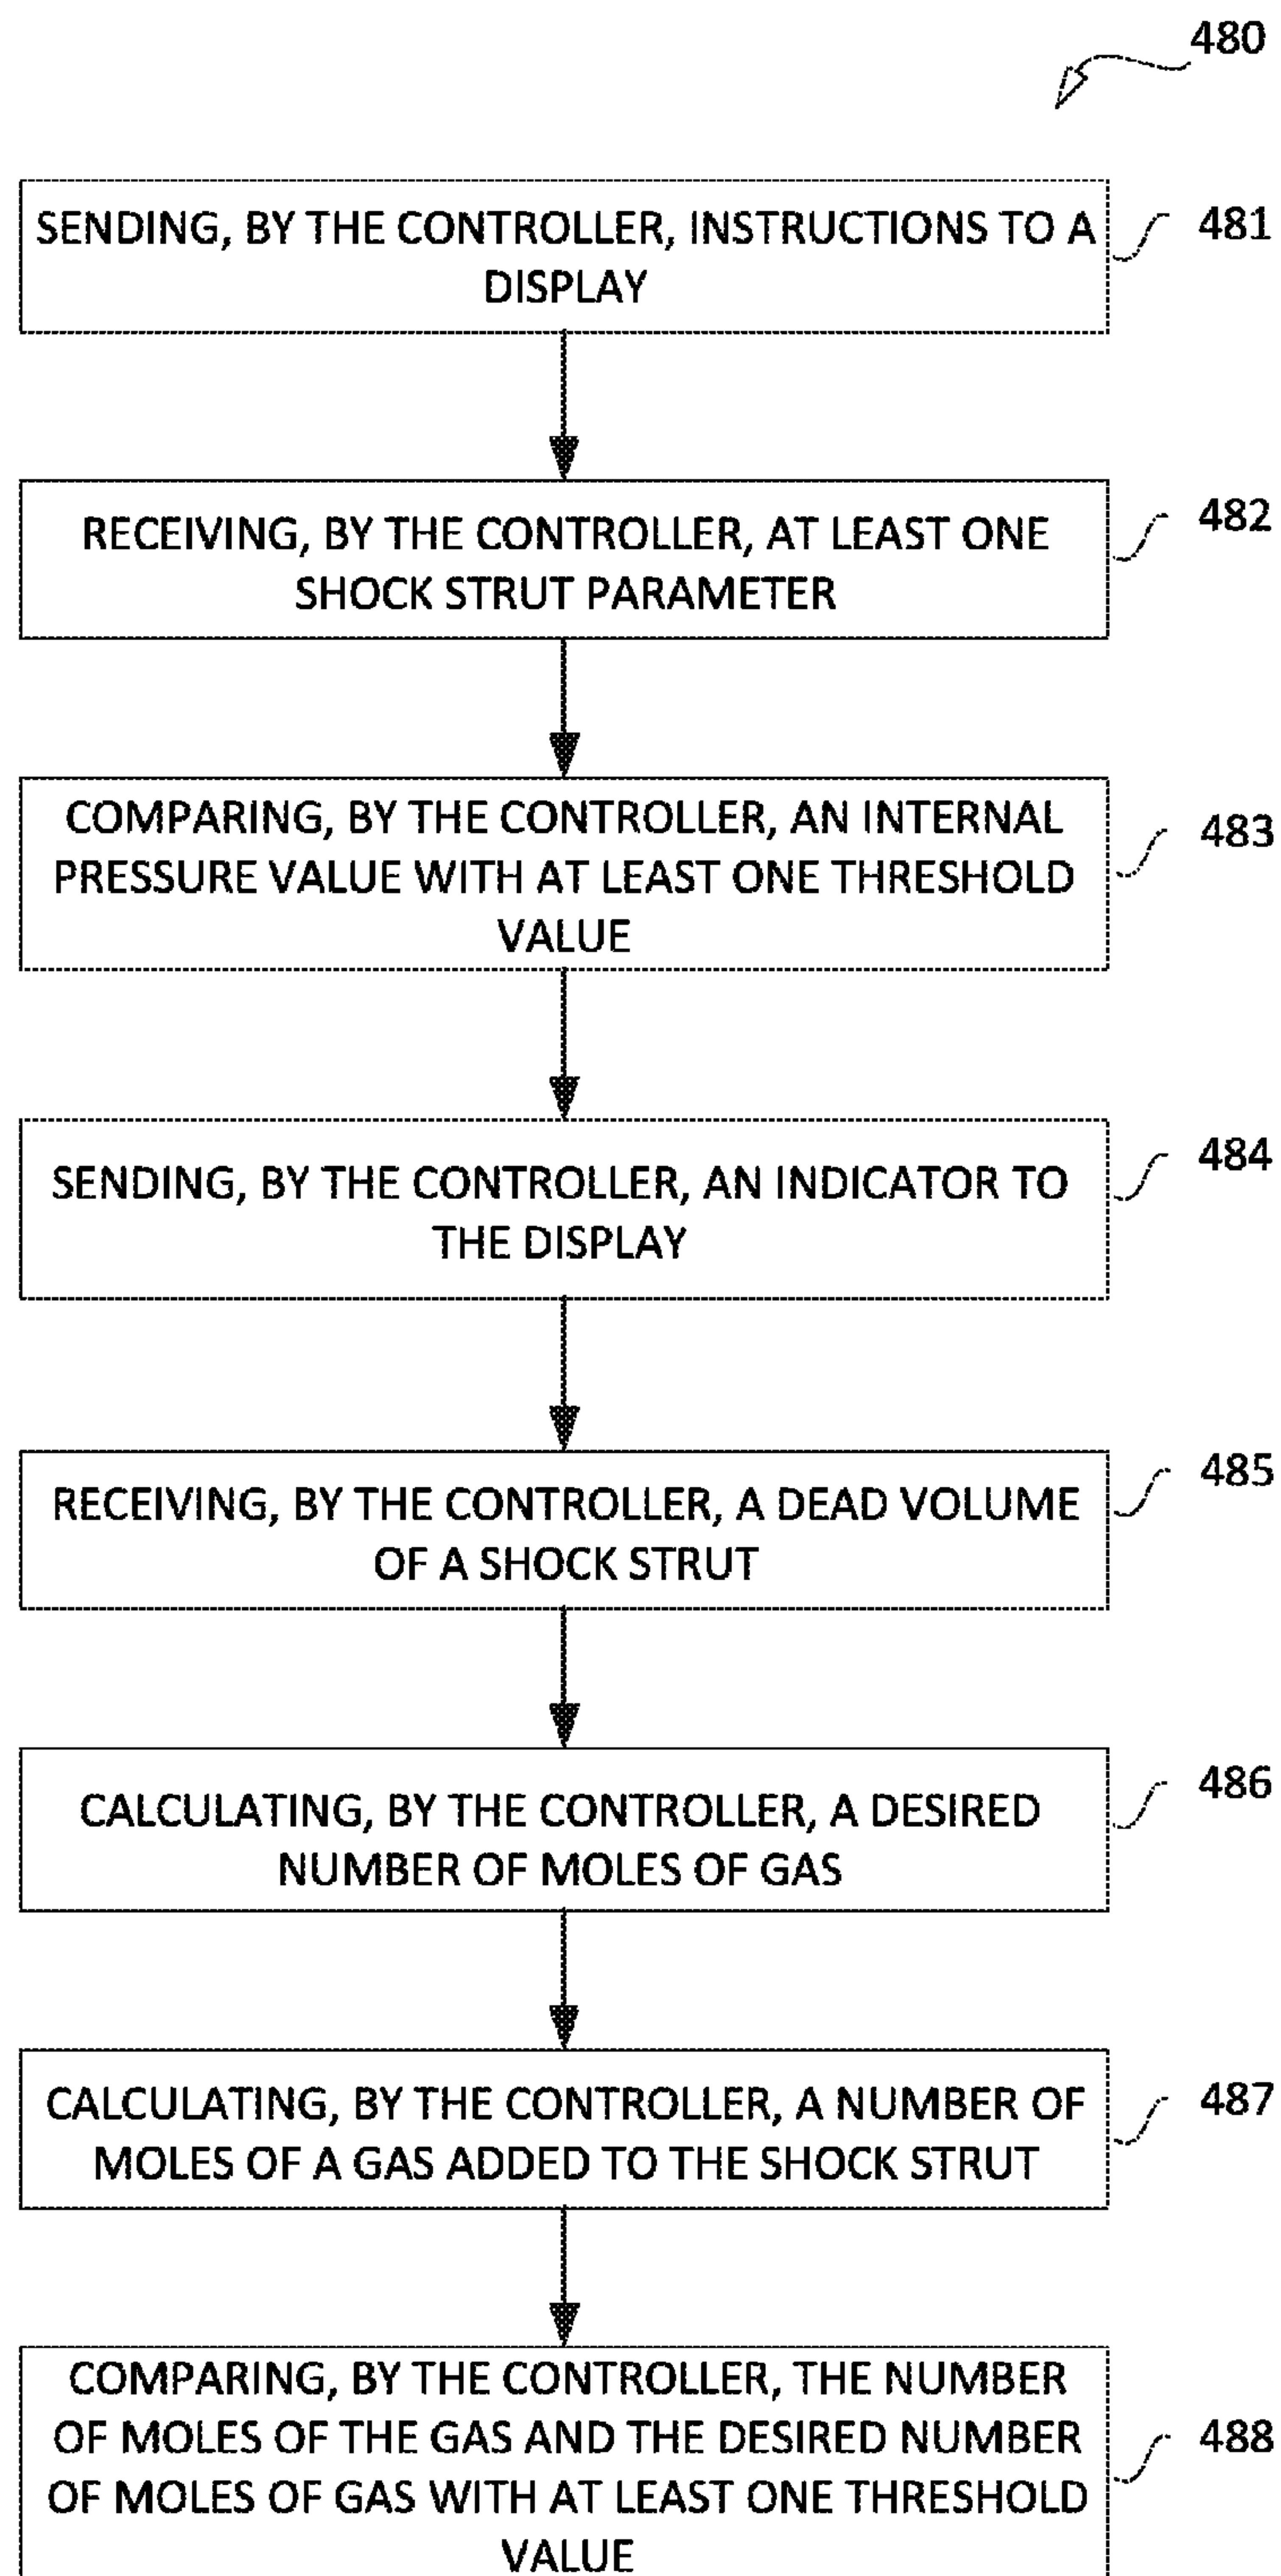 480
SENDING, BY THE CONTROLLER, INSTRUCTIONS TO A
DISPLAY
481
RECEIVING, BY THE CONTROLLER, AT LEAST ONE
SHOCK STRUT PARAMETER
482
COMPARING, BY THE CONTROLLER, AN INTERNAL
PRESSURE VALUE WITH AT LEAST ONE THRESHOLD
VALUE
483
SENDING, BY THE CONTROLLER, AN INDICATOR TO
THE DISPLAY
484
RECEIVING, BY THE CONTROLLER, A DEAD VOLUME
OF A SHOCK STRUT
485
CALCULATING, BY THE CONTROLLER, A DESIRED
NUMBER OF MOLES OF GAS
486
CALCULATING, BY THE CONTROLLER, A NUMBER OF
MOLES OF A GAS ADDED TO THE SHOCK STRUT
487
COMPARING, BY THE CONTROLLER, THE NUMBER
OF MOLES OF THE GAS AND THE DESIRED NUMBER
OF MOLES OF GAS WITH AT LEAST ONE THRESHOLD
VALUE
488